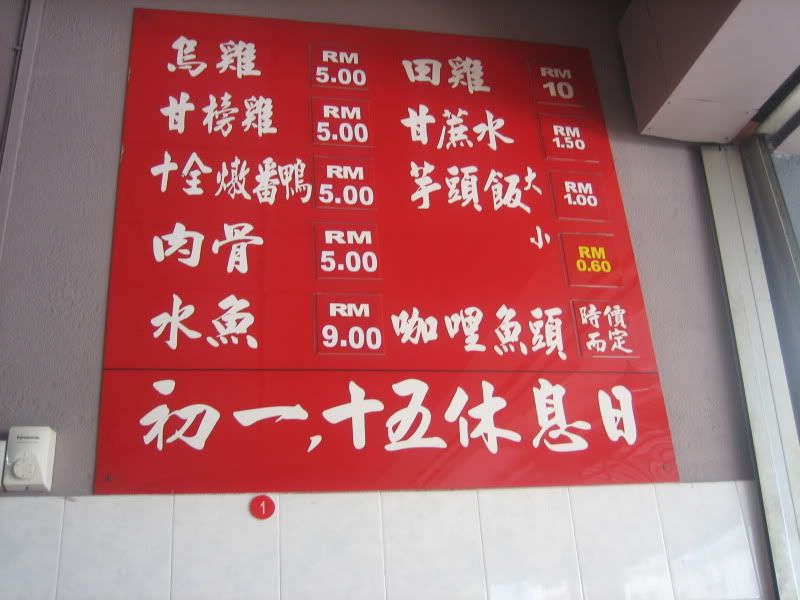 烏雞 RM 5.00 田雞 RM 10
甘榜雞 RM 5.00 甘蔗水 RM 1.50
十全燉番鴨 RM 5.00 芋頭飯 大 RM 1.00
肉骨 RM 5.00 小 RM 0.60
水魚 RM 9.00 咖哩魚頭 時價而定
初一,十五休息日
Panasonic
1